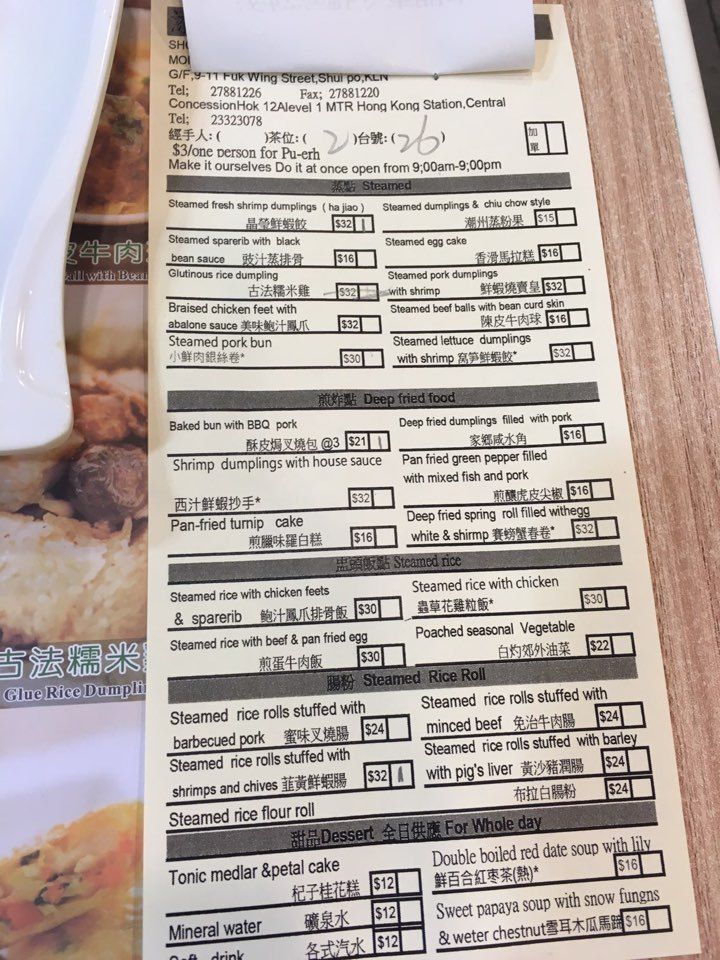 G/F,9-11 Fuk Wing Street,Shui po,KLN
Tel; 27881226 Fax; 27881220
ConcessionHok 12Alevel 1 MTR Hong Kong Station,Central
Tel; 23323078
經手人: ( )茶位: ( 2 )台號: ( 26 )
加單
$3/one person for Pu-erh
Make it ourselves Do it at once open from 9;00am-9;00pm
蒸點 Steamed
Steamed fresh shrimp dumplings ( ha jiao )
晶瑩鮮蝦餃 $32 1
Steamed dumplings & chiu chow style
潮州蒸粉果 $15
Steamed sparerib with black
bean sauce 豉汁蒸排骨 $16
Steamed egg cake
香滑馬拉糕 $16
Glutinous rice dumpling
古法糯米雞 $32
Steamed pork dumplings
with shrimp 鮮蝦燒賣皇 $32
Braised chicken feet with
abalone sauce 美味鮑汁鳳爪 $32
Steamed beef balls with bean curd skin
陳皮牛肉球 $16
Steamed pork bun
小鮮肉銀絲卷* $30
Steamed lettuce dumplings
with shrimp 萵筍鮮蝦餃* $32
煎炸點 Deep fried food
Baked bun with BBQ pork
酥皮焗叉燒包 @3 $21 1
Deep fried dumplings filled with pork
家鄉咸水角 $16
Shrimp dumplings with house sauce
西汁鮮蝦抄手* $32
Pan fried green pepper filled
with mixed fish and pork
煎釀虎皮尖椒 $16
Pan-fried turnip cake
煎臘味羅白糕 $16
Deep fried spring roll filled withegg
white & shirmp 賽螃蟹春卷* $32
盅頭飯點 Steamed rice
Steamed rice with chicken feets
& sparerib 鮑汁鳳爪排骨飯 $30
Steamed rice with chicken
蟲草花雞粒飯* $30
Steamed rice with beef & pan fried egg
煎蛋牛肉飯 $30
Poached seasonal Vegetable
白灼郊外油菜 $22
腸粉 Steamed Rice Roll
Steamed rice rolls stuffed with
barbecued pork 蜜味叉燒腸 $24
Steamed rice rolls stuffed with
minced beef 免治牛肉腸 $24
Steamed rice rolls stuffed with
shrimps and chives 韮黃鮮蝦腸 $32 1
Steamed rice rolls stuffed with barley
with pig's liver 黃沙豬潤腸 $24
Steamed rice flour roll
布拉白腸粉 $24
甜品Dessert 全日供應 For Whole day
Tonic medlar &petal cake
杞子桂花糕 $12
Double boiled red date soup with lily
鮮百合紅枣茶(熱)* $16
Mineral water 礦泉水 $12
Sweet papaya soup with snow fungns
& weter chestnut雪耳木瓜馬蹄 $16
Soft drink 各式汽水 $12
皮牛肉
all with Bean
古法糯米
Glue Rice Dumplin